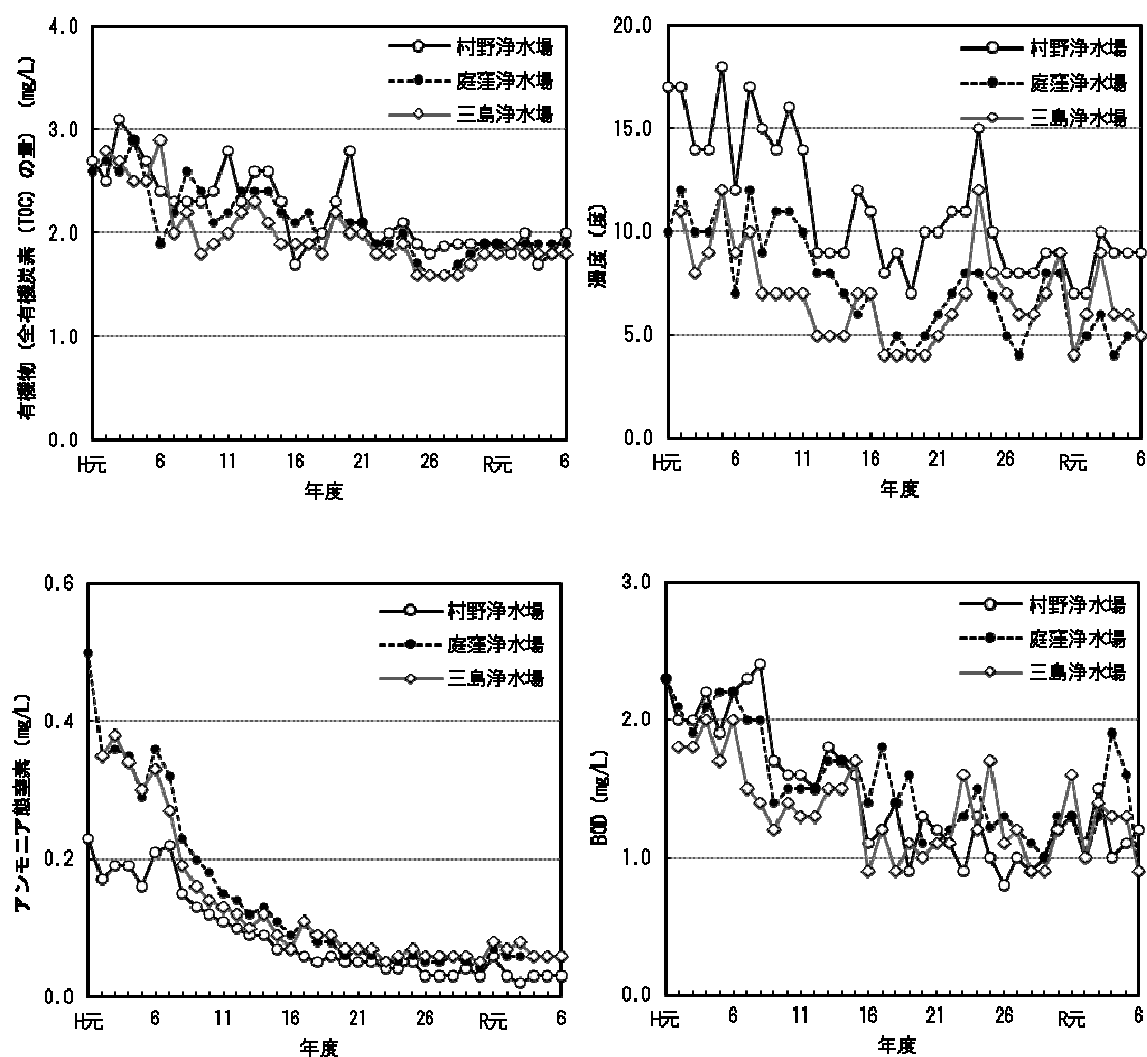 有機物（全有機炭素（TOC）の量）（mg/L）
4.0
3.0
2.0
1.0
0.0
村野浄水場
庭窪浄水場
三島浄水場
H元 6 11 16 21 26 R元 6
年度
濁度（度）
20.0
15.0
10.0
5.0
0.0
村野浄水場
庭窪浄水場
三島浄水場
H元 6 11 16 21 26 R元 6
年度
アンモニア態窒素（mg/L）
0.6
0.4
0.2
0.0
村野浄水場
庭窪浄水場
三島浄水場
H元 6 11 16 21 26 R元 6
年度
BOD（mg/L）
3.0
2.0
1.0
0.0
村野浄水場
庭窪浄水場
三島浄水場
H元 6 11 16 21 26 R元 6
年度